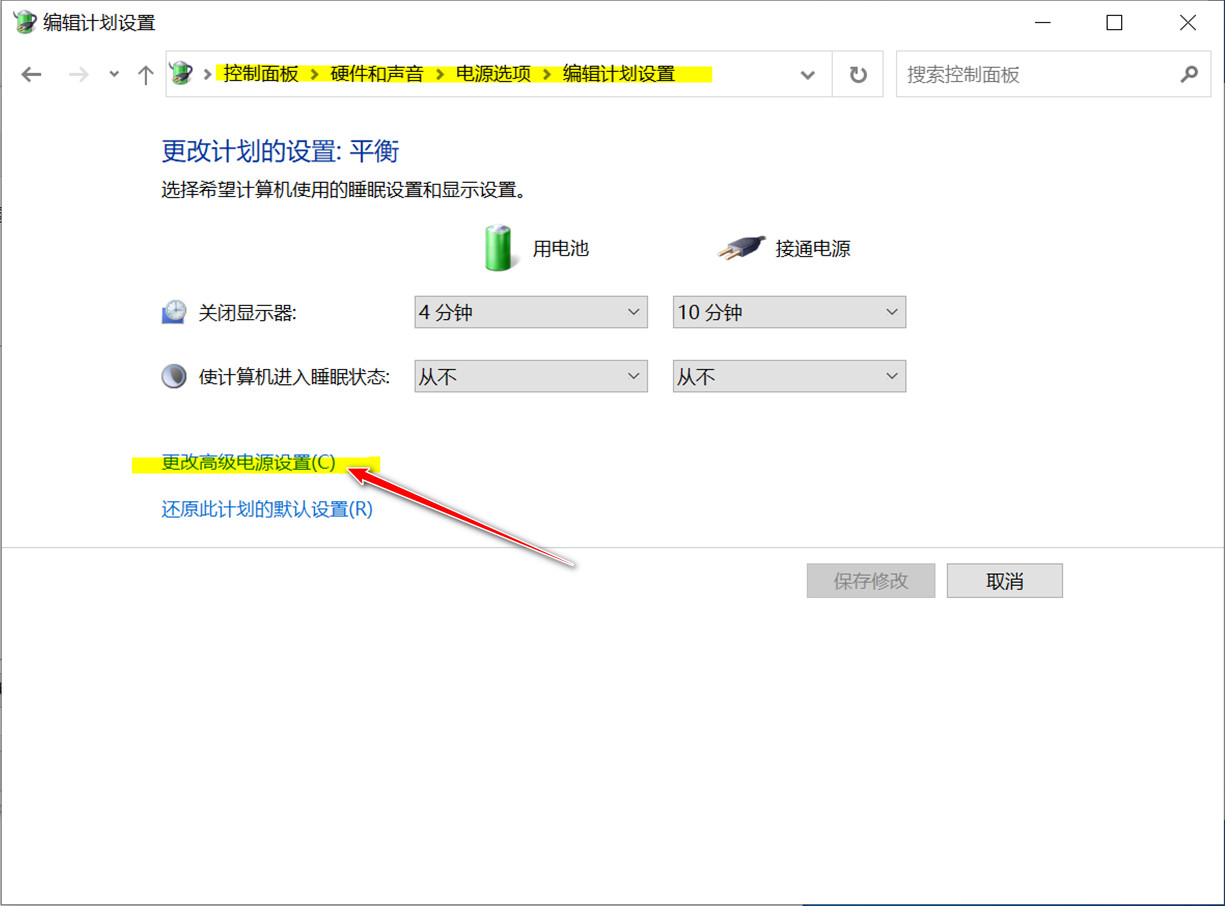 编辑计划设置
控制面板 > 硬件和声音 > 电源选项 > 编辑计划设置
搜索控制面板
更改计划的设置: 平衡
选择希望计算机使用的睡眠设置和显示设置。
用电池 接通电源
关闭显示器: 4 分钟 10 分钟
使计算机进入睡眠状态: 从不 从不
更改高级电源设置(C)
还原此计划的默认设置(R)
保存修改 取消